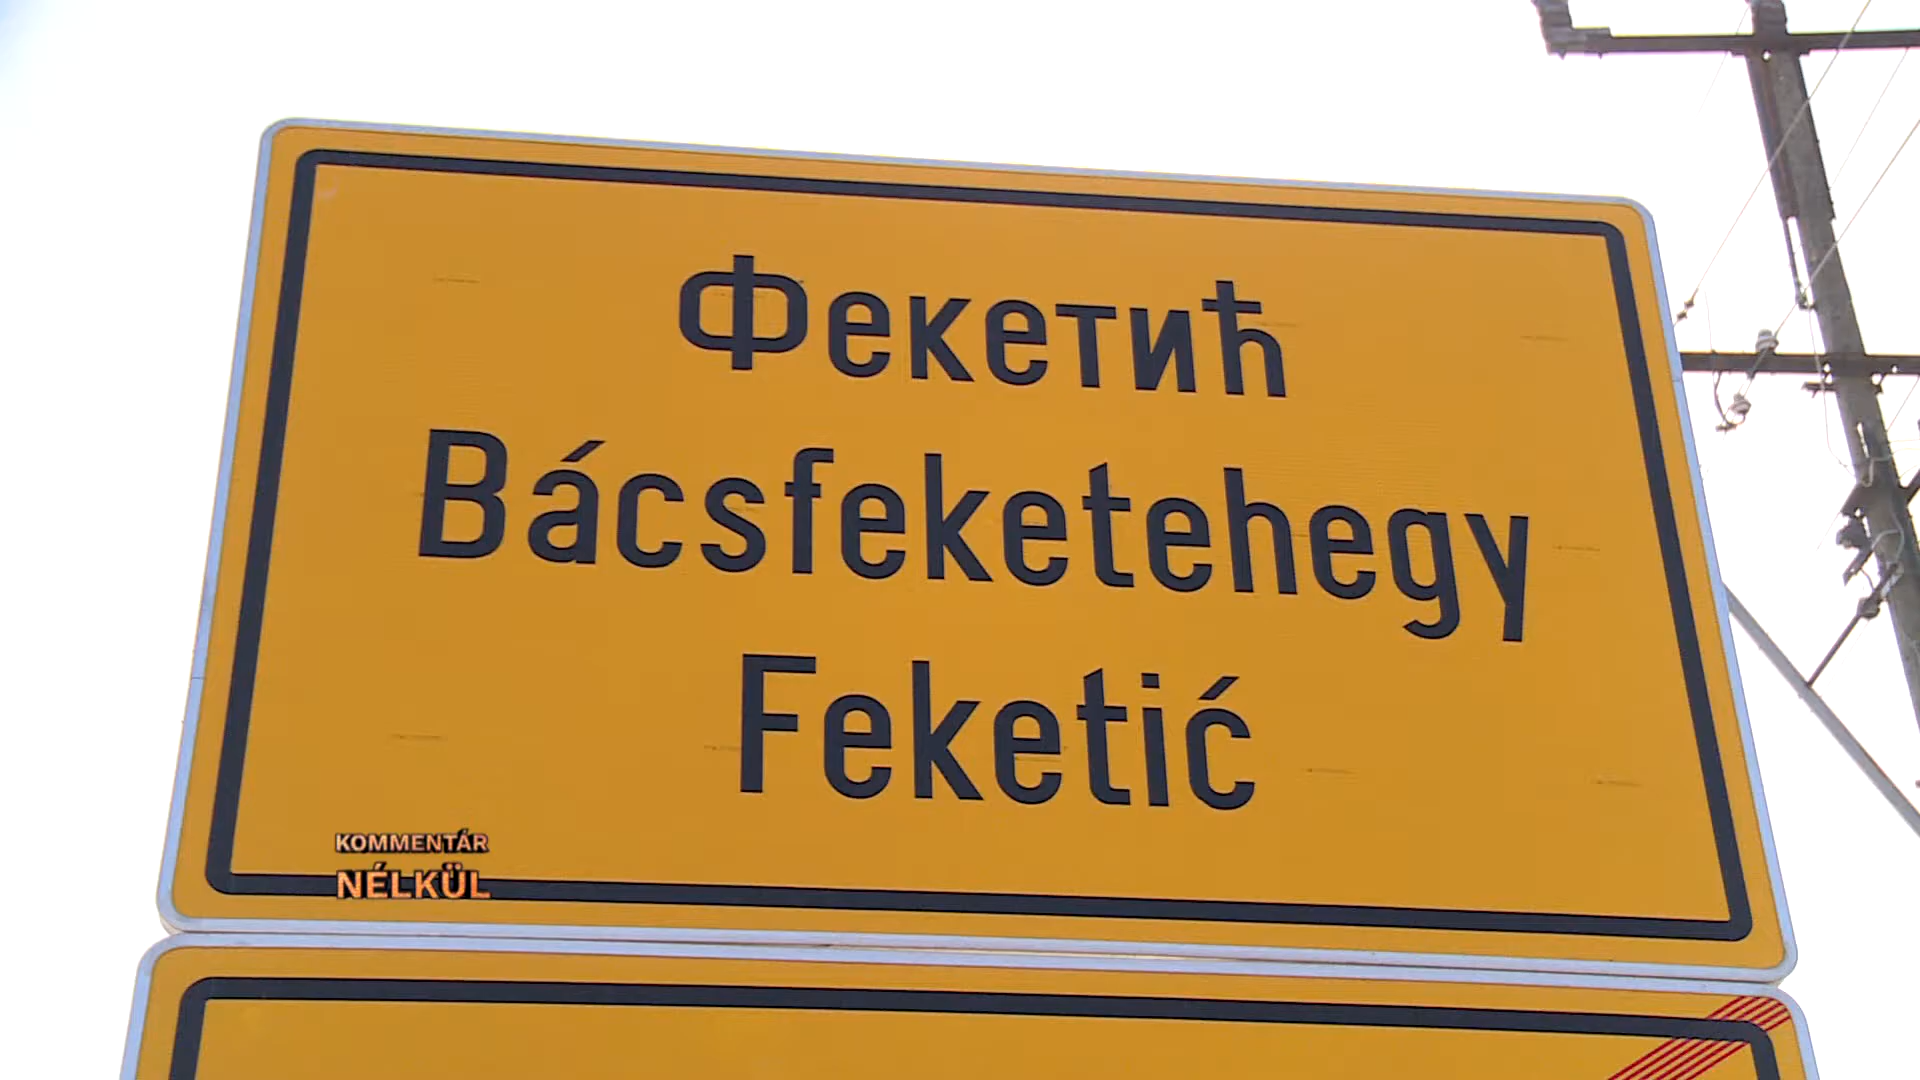 Фекетић
Bácsfeketehegy
Feketić
KOMMENTÁR
NÉLKÜL